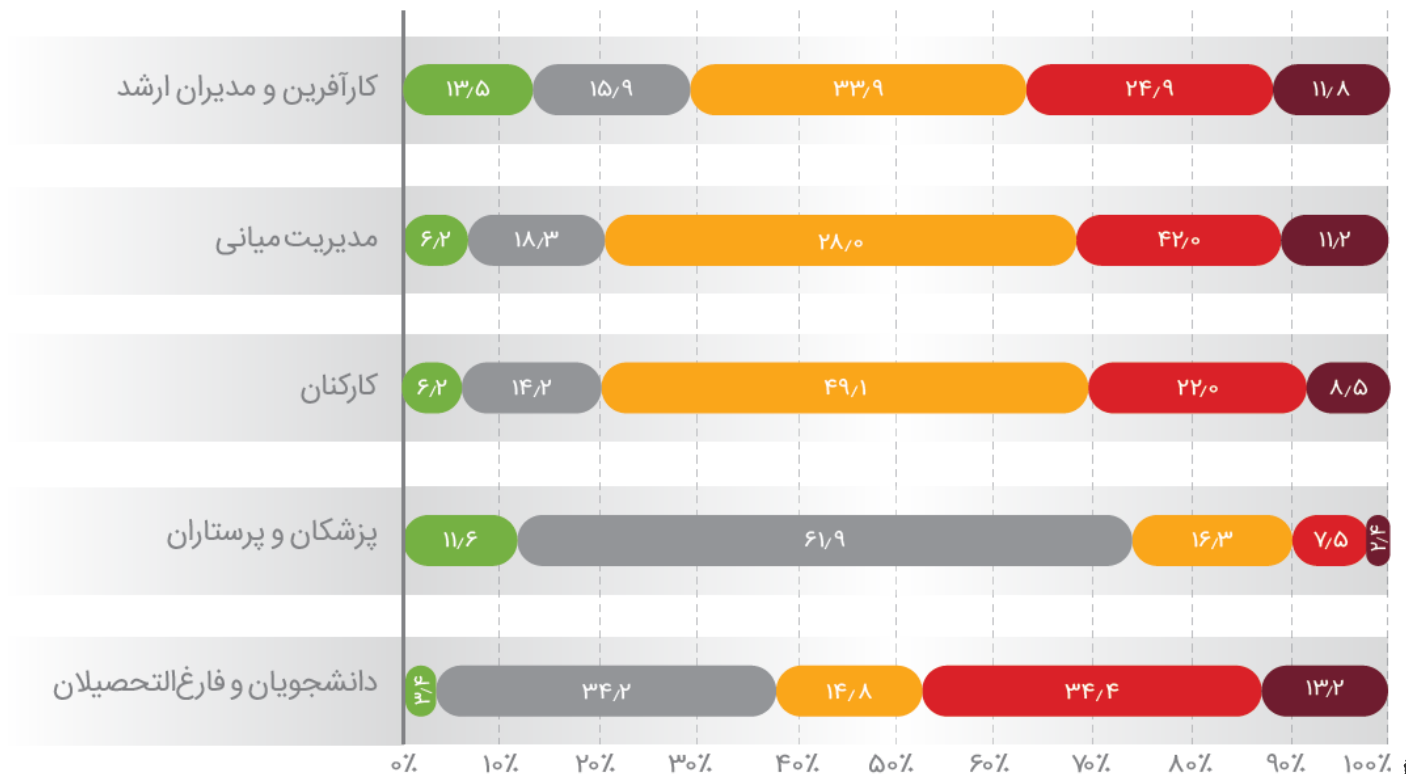 کارآفرین و مدیران ارشد
۱۳٫۵ ۱۵٫۹ ۳۳٫۹ ۲۴٫۹ ۱۱٫۸
مدیریت میانی
۶٫۲ ۱۸٫۳ ۲۸٫۰ ۴۲٫۰ ۱۱٫۲
کارکنان
۶٫۲ ۱۴٫۲ ۴۹٫۱ ۲۲٫۰ ۸٫۵
پزشکان و پرستاران
۱۱٫۶ ۶۱٫۹ ۱۶٫۳ ۷٫۵ ۲٫۴
دانشجویان و فارغ‌التحصیلان
۳٫۴ ۳۴٫۲ ۱۴٫۸ ۳۴٫۴ ۱۳٫۲
۰٪ ۱۰٪ ۲۰٪ ۳۰٪ ۴۰٪ ۵۰٪ ۶۰٪ ۷۰٪ ۸۰٪ ۹۰٪ ۱۰۰٪